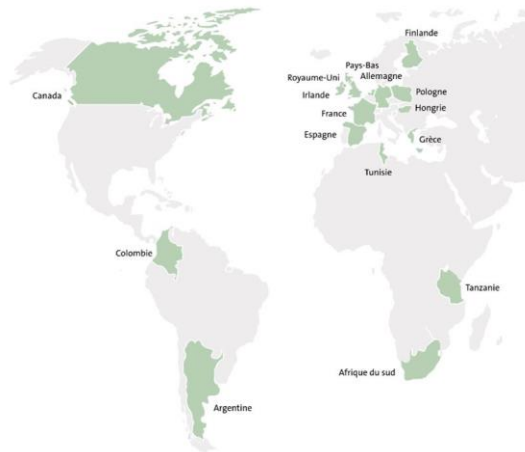 Finlande
Pays-Bas
Allemagne
Royaume-Uni
Irlande
Pologne
Canada
Hongrie
France
Espagne
Grèce
Tunisie
Colombie
Tanzanie
Afrique du sud
Argentine